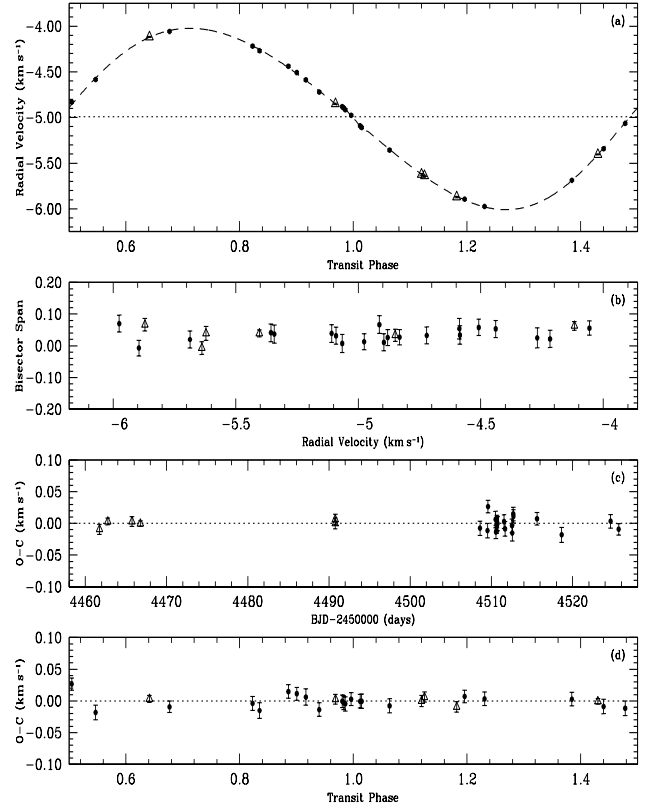 (a)
-4.00
-4.50
-5.00
-5.50
-6.00
Radial Velocity (km s⁻¹)
0.6 0.8 1.0 1.2 1.4
Transit Phase
(b)
0.20
0.10
0.00
-0.10
-0.20
Bisector Span
-6 -5.5 -5 -4.5 -4
Radial Velocity (km s⁻¹)
(c)
0.10
0.05
0.00
-0.05
-0.10
O-C (km s⁻¹)
4460 4470 4480 4490 4500 4510 4520
BJD-2450000 (days)
(d)
0.10
0.05
0.00
-0.05
-0.10
O-C (km s⁻¹)
0.6 0.8 1.0 1.2 1.4
Transit Phase